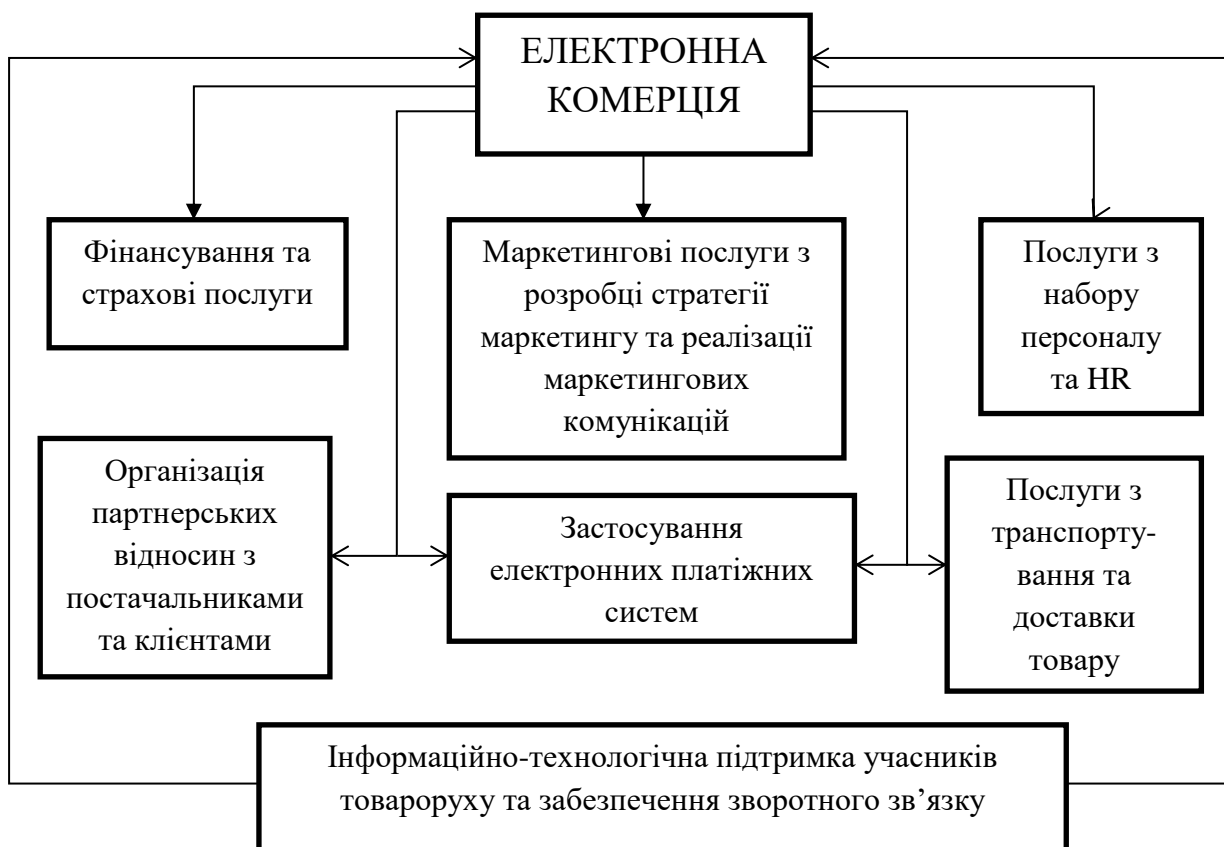 ЕЛЕКТРОННА
КОМЕРЦІЯ
Фінансування та
страхові послуги
Маркетингові послуги з
розробці стратегії
маркетингу та реалізації
маркетингових
комунікацій
Послуги з
набору
персоналу
та HR
Організація
партнерських
відносин з
постачальниками
та клієнтами
Застосування
електронних платіжних
систем
Послуги з
транспорту-
вання та
доставки
товару
Інформаційно-технологічна підтримка учасників
товароруху та забезпечення зворотного зв’язку